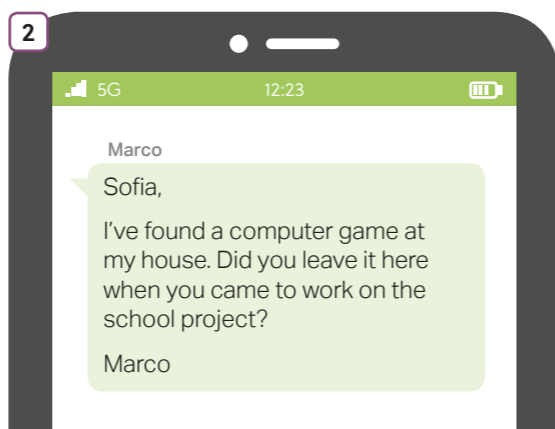 2
5G 12:23
Marco
Sofia,
I've found a computer game at
my house. Did you leave it here
when you came to work on the
school project?
Marco